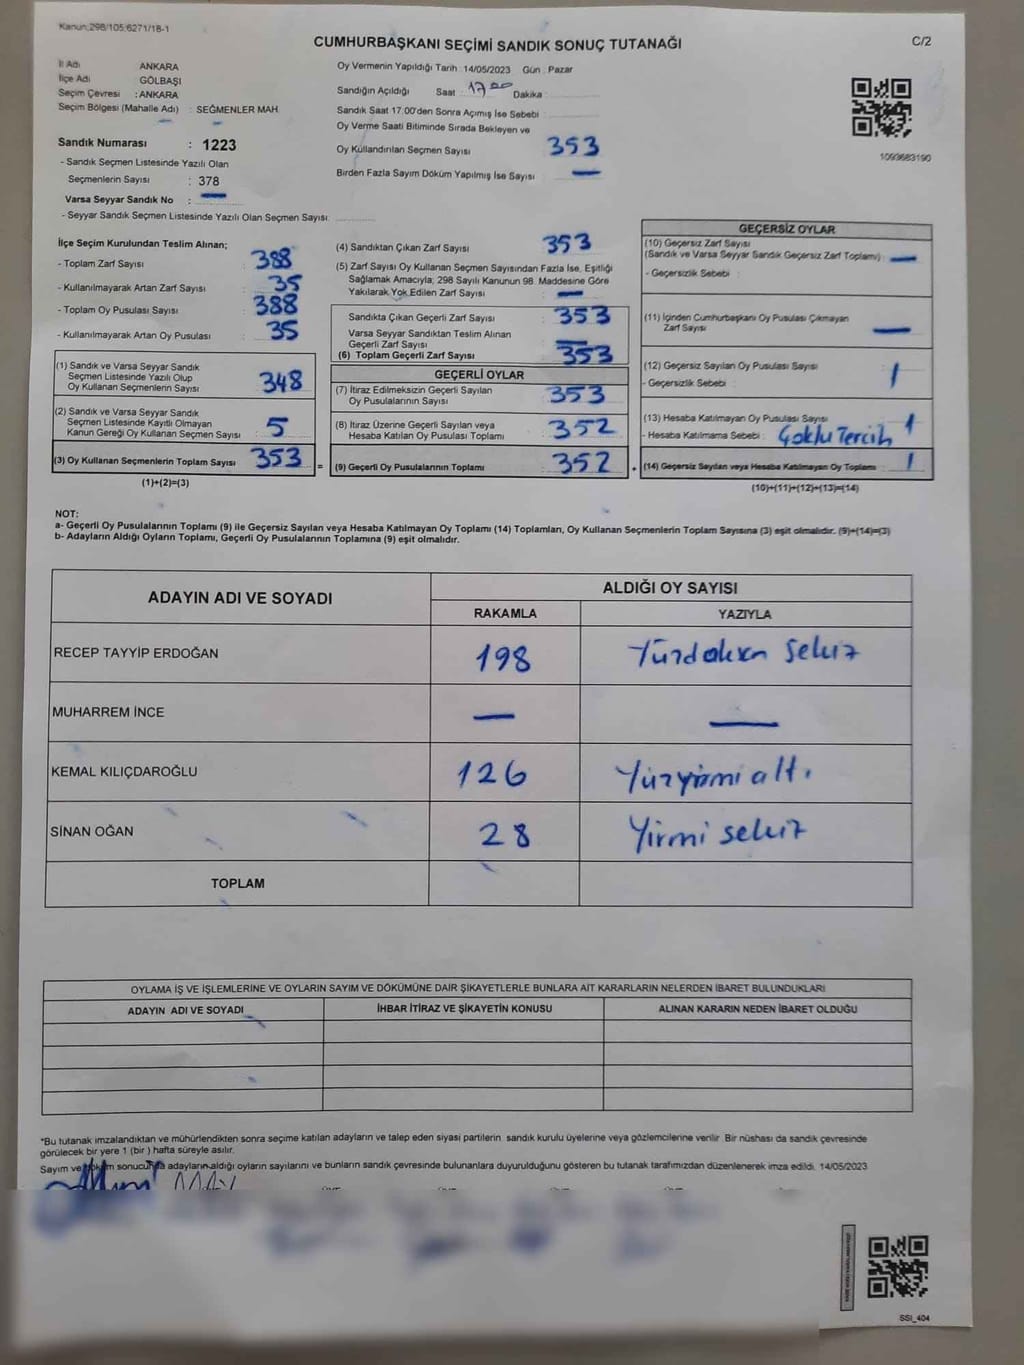 Kanun:298/105;6271/18-1
CUMHURBAŞKANI SEÇİMİ SANDIK SONUÇ TUTANAĞI
C/2
İl Adı ANKARA
İlçe Adı GÖLBAŞI
Seçim Çevresi : ANKARA
Seçim Bölgesi (Mahalle Adı) : SEĞMENLER MAH.
Oy Vermenin Yapıldığı Tarih : 14/05/2023 Gün : Pazar
Sandığın Açıldığı Saat : 17 00 Dakika :
Sandık Saat 17:00'den Sonra Açımış İse Sebebi :
Oy Verme Saati Bitiminde Sırada Bekleyen ve
Oy Kullandırılan Seçmen Sayısı 353
Birden Fazla Sayım Döküm Yapılmış İse Sayısı : —
1093683190
Sandık Numarası : 1223
- Sandık Seçmen Listesinde Yazılı Olan
Seçmenlerin Sayısı : 378
Varsa Seyyar Sandık No : —
- Seyyar Sandık Seçmen Listesinde Yazılı Olan Seçmen Sayısı:
İlçe Seçim Kurulundan Teslim Alınan;
- Toplam Zarf Sayısı : 388
- Kullanılmayarak Artan Zarf Sayısı : 35
- Toplam Oy Pusulası Sayısı : 388
- Kullanılmayarak Artan Oy Pusulası : 35
(1) Sandık ve Varsa Seyyar Sandık
Seçmen Listesinde Yazılı Olup
Oy Kullanan Seçmenlerin Sayısı : 348
(2) Sandık ve Varsa Seyyar Sandık
Seçmen Listesinde Kayıtlı Olmayan
Kanun Gereği Oy Kullanan Seçmen Sayısı : 5
(3) Oy Kullanan Seçmenlerin Toplam Sayısı : 353 =
(1)+(2)=(3)
(4) Sandıktan Çıkan Zarf Sayısı : 353
(5) Zarf Sayısı Oy Kullanan Seçmen Sayısından Fazla İse, Eşitliği
Sağlamak Amacıyla; 298 Sayılı Kanunun 98. Maddesine Göre
Yakılarak Yok Edilen Zarf Sayısı : —
Sandıkta Çıkan Geçerli Zarf Sayısı : 353
Varsa Seyyar Sandıktan Teslim Alınan
Geçerli Zarf Sayısı : —
(6) Toplam Geçerli Zarf Sayısı : 353
GEÇERLİ OYLAR
(7) İtiraz Edilmeksizin Geçerli Sayılan
Oy Pusulalarının Sayısı : 353
(8) İtiraz Üzerine Geçerli Sayılan veya
Hesaba Katılan Oy Pusulası Toplamı : 352
(9) Geçerli Oy Pusulalarının Toplamı : 352 +
GEÇERSİZ OYLAR
(10) Geçersiz Zarf Sayısı
(Sandık ve Varsa Seyyar Sandık Geçersiz Zarf Toplamı) : —
- Geçersizlik Sebebi :
(11) İçinden Cumhurbaşkanı Oy Pusulası Çıkmayan
Zarf Sayısı : —
(12) Geçersiz Sayılan Oy Pusulası Sayısı : 1
- Geçersizlik Sebebi :
(13) Hesaba Katılmayan Oy Pusulası Sayısı : 1
- Hesaba Katılmama Sebebi : Çoklu Tercih
(14) Geçersiz Sayılan veya Hesaba Katılmayan Oy Toplamı : 1
(10)+(11)+(12)+(13)=(14)
NOT:
a- Geçerli Oy Pusulalarının Toplamı (9) ile Geçersiz Sayılan veya Hesaba Katılmayan Oy Toplamı (14) Toplamları, Oy Kullanan Seçmenlerin Toplam Sayısına (3) eşit olmalıdır. (9)+(14)=(3)
b- Adayların Aldığı Oyların Toplamı, Geçerli Oy Pusulalarının Toplamına (9) eşit olmalıdır.
ADAYIN ADI VE SOYADI
ALDIĞI OY SAYISI
RAKAMLA YAZIYLA
RECEP TAYYİP ERDOĞAN 198 Yüzdoksan sekiz
MUHARREM İNCE — —
KEMAL KILIÇDAROĞLU 126 Yüzyirmi altı.
SİNAN OĞAN 28 Yirmi sekiz
TOPLAM
OYLAMA İŞ VE İŞLEMLERİNE VE OYLARIN SAYIM VE DÖKÜMÜNE DAİR ŞİKAYETLERLE BUNLARA AİT KARARLARIN NELERDEN İBARET BULUNDUKLARI
ADAYIN ADI VE SOYADI İHBAR İTİRAZ VE ŞİKAYETİN KONUSU ALINAN KARARIN NEDEN İBARET OLDUĞU
*Bu tutanak imzalandıktan ve mühürlendikten sonra seçime katılan adayların ve talep eden siyasi partilerin sandık kurulu üyelerine veya gözlemcilerine verilir. Bir nüshası da sandık çevresinde
görülecek bir yere 1 (bir) hafta süreyle asılır.
Sayım ve döküm sonucunda adayların aldığı oyların sayılarını ve bunların sandık çevresinde bulunanlara duyurulduğunu gösteren bu tutanak tarafımızdan düzenlenerek imza edildi. 14/05/2023
SSI_404